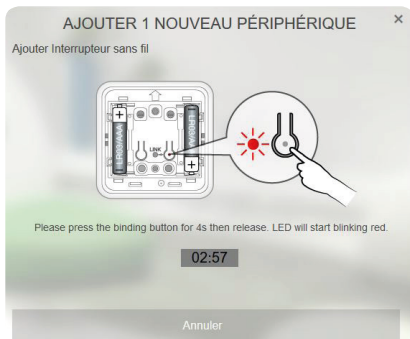 AJOUTER 1 NOUVEAU PÉRIPHÉRIQUE
×
Ajouter Interrupteur sans fil
LR03/AAA
LINK
LR03/AAA
Please press the binding button for 4s then release. LED will start blinking red.
02:57
Annuler